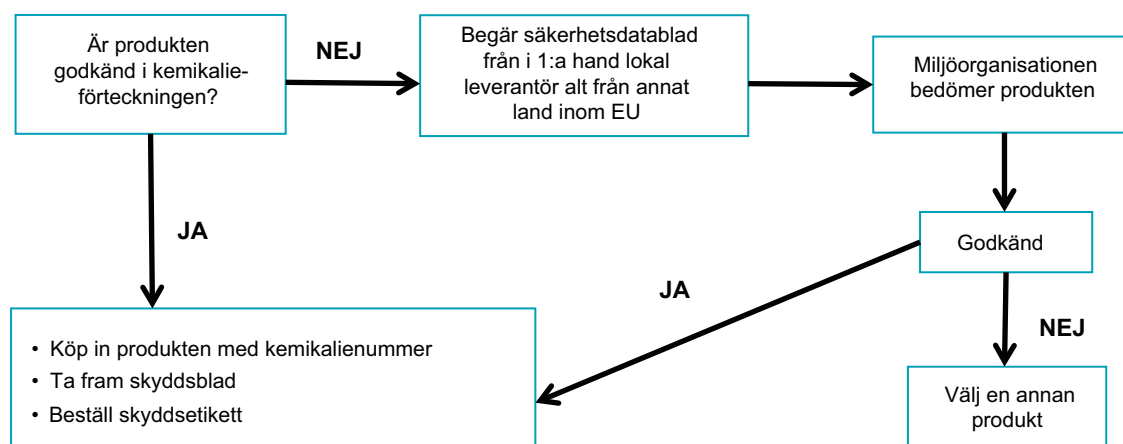 Är produkten
godkänd i kemikalie-
förteckningen?
NEJ
Begär säkerhetsdatablad
från i 1:a hand lokal
leverantör alt från annat
land inom EU
Miljöorganisationen
bedömer produkten
JA
Godkänd
JA
NEJ
• Köp in produkten med kemikalienummer
• Ta fram skyddsblad
• Beställ skyddsetikett
Välj en annan
produkt